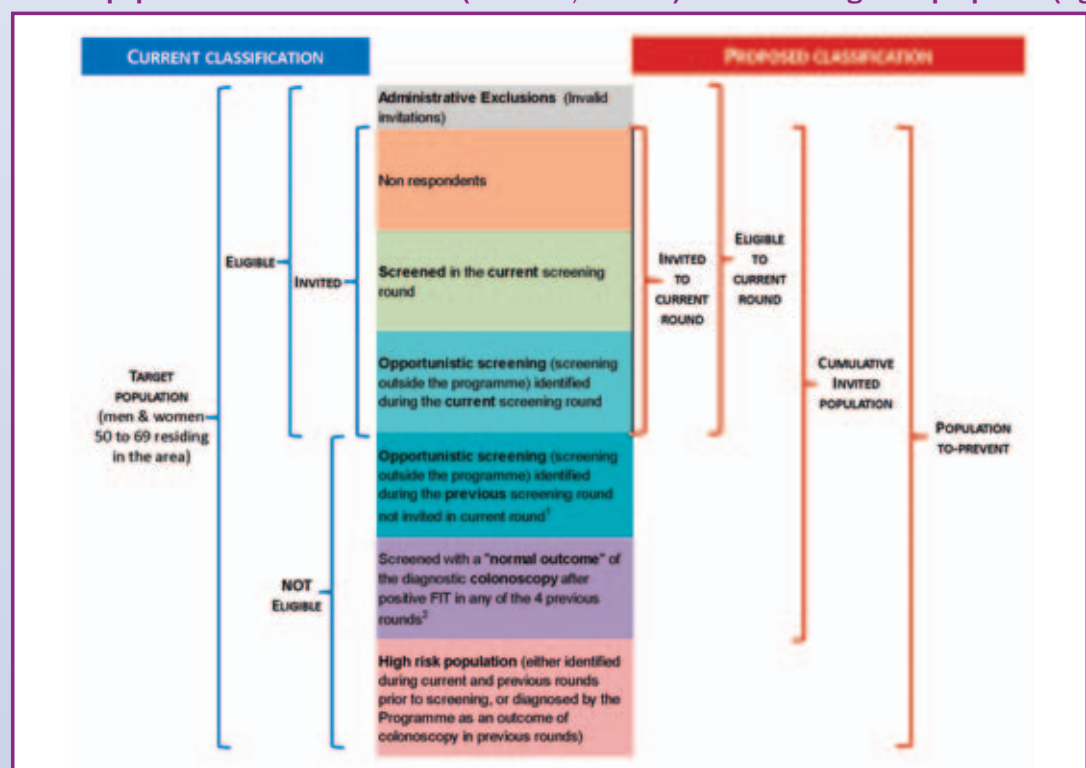 CURRENT CLASSIFICATION
PROPOSED CLASSIFICATION
Administrative Exclusions (Invalid
invitations)
Non respondents
Screened in the current screening
round
Opportunistic screening (screening
outside the programme) identified
during the current screening round
Opportunistic screening (screening
outside the programme) identified
during the previous screening round
not invited in current round¹
Screened with a "normal outcome" of
the diagnostic colonoscopy after
positive FIT in any of the 4 previous
rounds²
High risk population (either identified
during current and previous rounds
prior to screening, or diagnosed by the
Programme as an outcome of
colonoscopy in previous rounds)
TARGET
POPULATION
(men & women
50 to 69 residing
in the area)
ELIGIBLE
INVITED
NOT
ELIGIBLE
INVITED
TO
CURRENT
ROUND
ELIGIBLE
TO
CURRENT
ROUND
CUMULATIVE
INVITED
POPULATION
POPULATION
TO-PREVENT